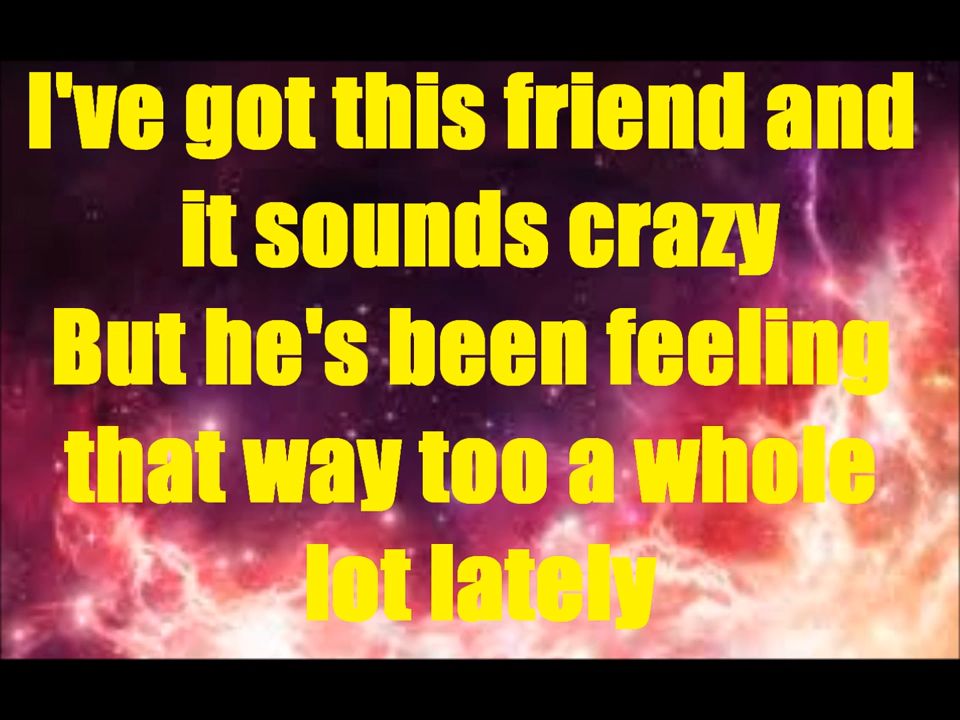 I've got this friend and
it sounds crazy
But he's been feeling
that way too a whole
lot lately